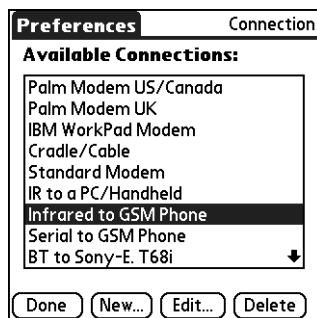 Preferences Connection
Available Connections:
Palm Modem US/Canada
Palm Modem UK
IBM WorkPad Modem
Cradle/Cable
Standard Modem
IR to a PC/Handheld
Infrared to GSM Phone
Serial to GSM Phone
BT to Sony-E. T68i
Done New... Edit... Delete